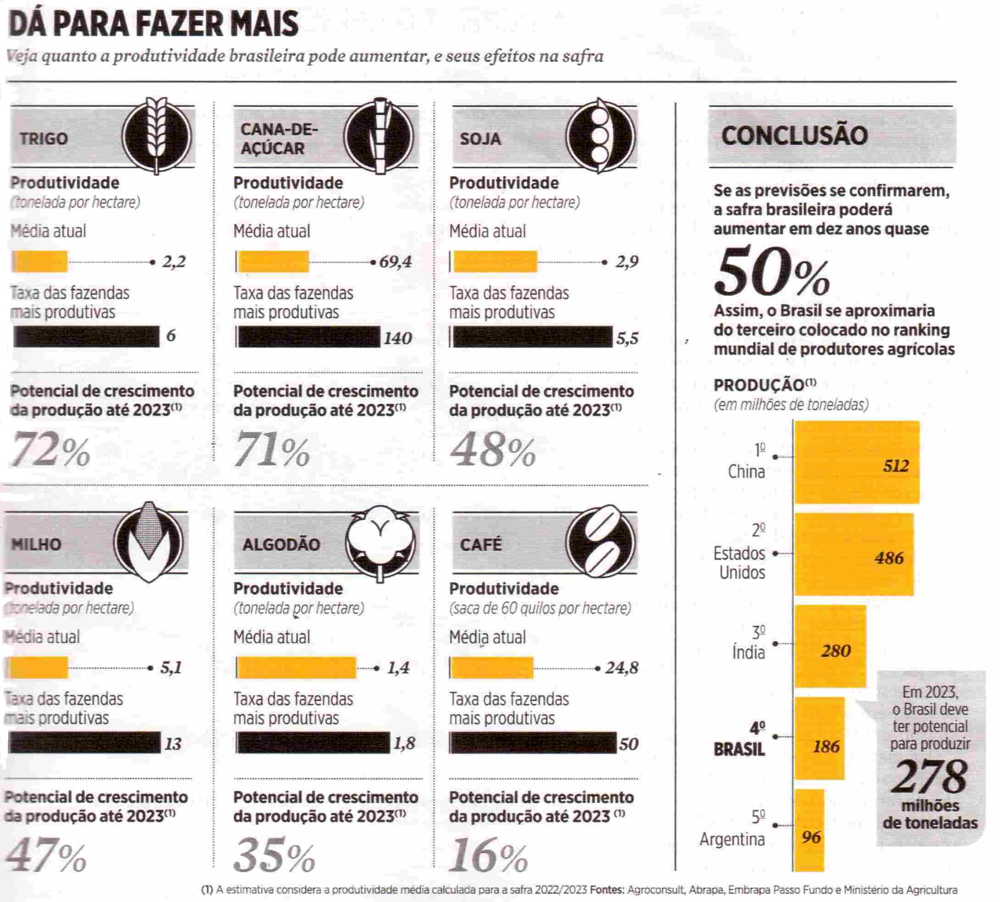 DÁ PARA FAZER MAIS
Veja quanto a produtividade brasileira pode aumentar, e seus efeitos na safra
TRIGO
Produtividade
(tonelada por hectare)
Média atual
2,2
Taxa das fazendas
mais produtivas
6
Potencial de crescimento
da produção até 2023(1)
72%
CANA-DE-
AÇÚCAR
Produtividade
(tonelada por hectare)
Média atual
69,4
Taxa das fazendas
mais produtivas
140
Potencial de crescimento
da produção até 2023(1)
71%
SOJA
Produtividade
(tonelada por hectare)
Média atual
2,9
Taxa das fazendas
mais produtivas
5,5
Potencial de crescimento
da produção até 2023(1)
48%
MILHO
Produtividade
(tonelada por hectare)
Média atual
5,1
Taxa das fazendas
mais produtivas
13
Potencial de crescimento
da produção até 2023(1)
47%
ALGODÃO
Produtividade
(tonelada por hectare)
Média atual
1,4
Taxa das fazendas
mais produtivas
1,8
Potencial de crescimento
da produção até 2023(1)
35%
CAFÉ
Produtividade
(saca de 60 quilos por hectare)
Média atual
24,8
Taxa das fazendas
mais produtivas
50
Potencial de crescimento
da produção até 2023 (1)
16%
CONCLUSÃO
Se as previsões se confirmarem,
a safra brasileira poderá
aumentar em dez anos quase
50%
Assim, o Brasil se aproximaria
do terceiro colocado no ranking
mundial de produtores agrícolas
PRODUÇÃO(1)
(em milhões de toneladas)
1º
China
512
2º
Estados
Unidos
486
3º
Índia
280
4º
BRASIL
186
Em 2023,
o Brasil deve
ter potencial
para produzir
278
milhões
de toneladas
5º
Argentina
96
(1) A estimativa considera a produtividade média calculada para a safra 2022/2023 Fontes: Agroconsult, Abrapa, Embrapa Passo Fundo e Ministério da Agricultura